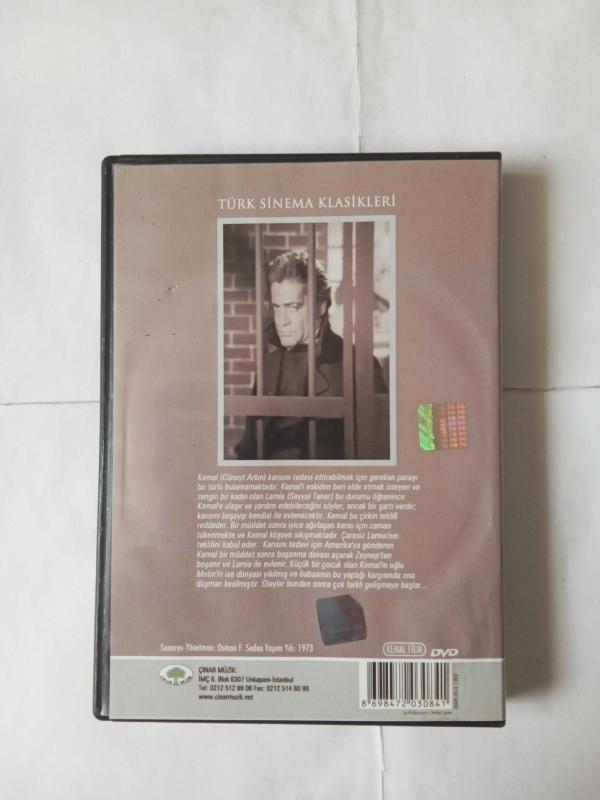 TÜRK SİNEMA KLASİKLERİ
Kemal (Cüneyt Arkın) karısını tedavi ettirebilmek için gereken parayı
bir türlü bulamamaktadır. Kemal'i eskiden beri elde etmek isteyen ve
zengin bir kadın olan Lamia (Seyyal Taner) bu durumu öğrenince
Kemal'e ulaşır ve yardım edebileceğini söyler, ancak bir şartı vardır;
karısını boşayıp kendisi ile evlenecektir. Kemal bu çirkin teklifi
reddeder. Bir müddet sonra iyice ağırlaşan karısı için zaman
tükenmekte ve Kemal köşeye sıkışmaktadır. Çaresiz Lamia'nın
teklifini kabul eder. Karısını tedavi için Amerika'ya gönderen
Kemal bir müddet sonra boşanma davası açarak Zeynep'ten
boşanır ve Lamia ile evlenir. Küçük bir çocuk olan Kemal'in oğlu
Metin'in ise dünyası yıkılmış ve babasının bu yaptığı karşısında ona
düşman kesilmiştir. Olaylar bundan sonra çok farklı gelişmeye başlar...
Senaryo-Yönetmen: Osman F. Seden Yapım Yılı: 1973
KEMAL FİLM DVD
ÇINAR MÜZİK
ÇINAR MÜZİK:
İMÇ 6. Blok 6307 Unkapanı-İstanbul
Tel: 0212 512 89 06 Fax: 0212 514 60 98
www.cinarmuzik.net
8 698472 030841